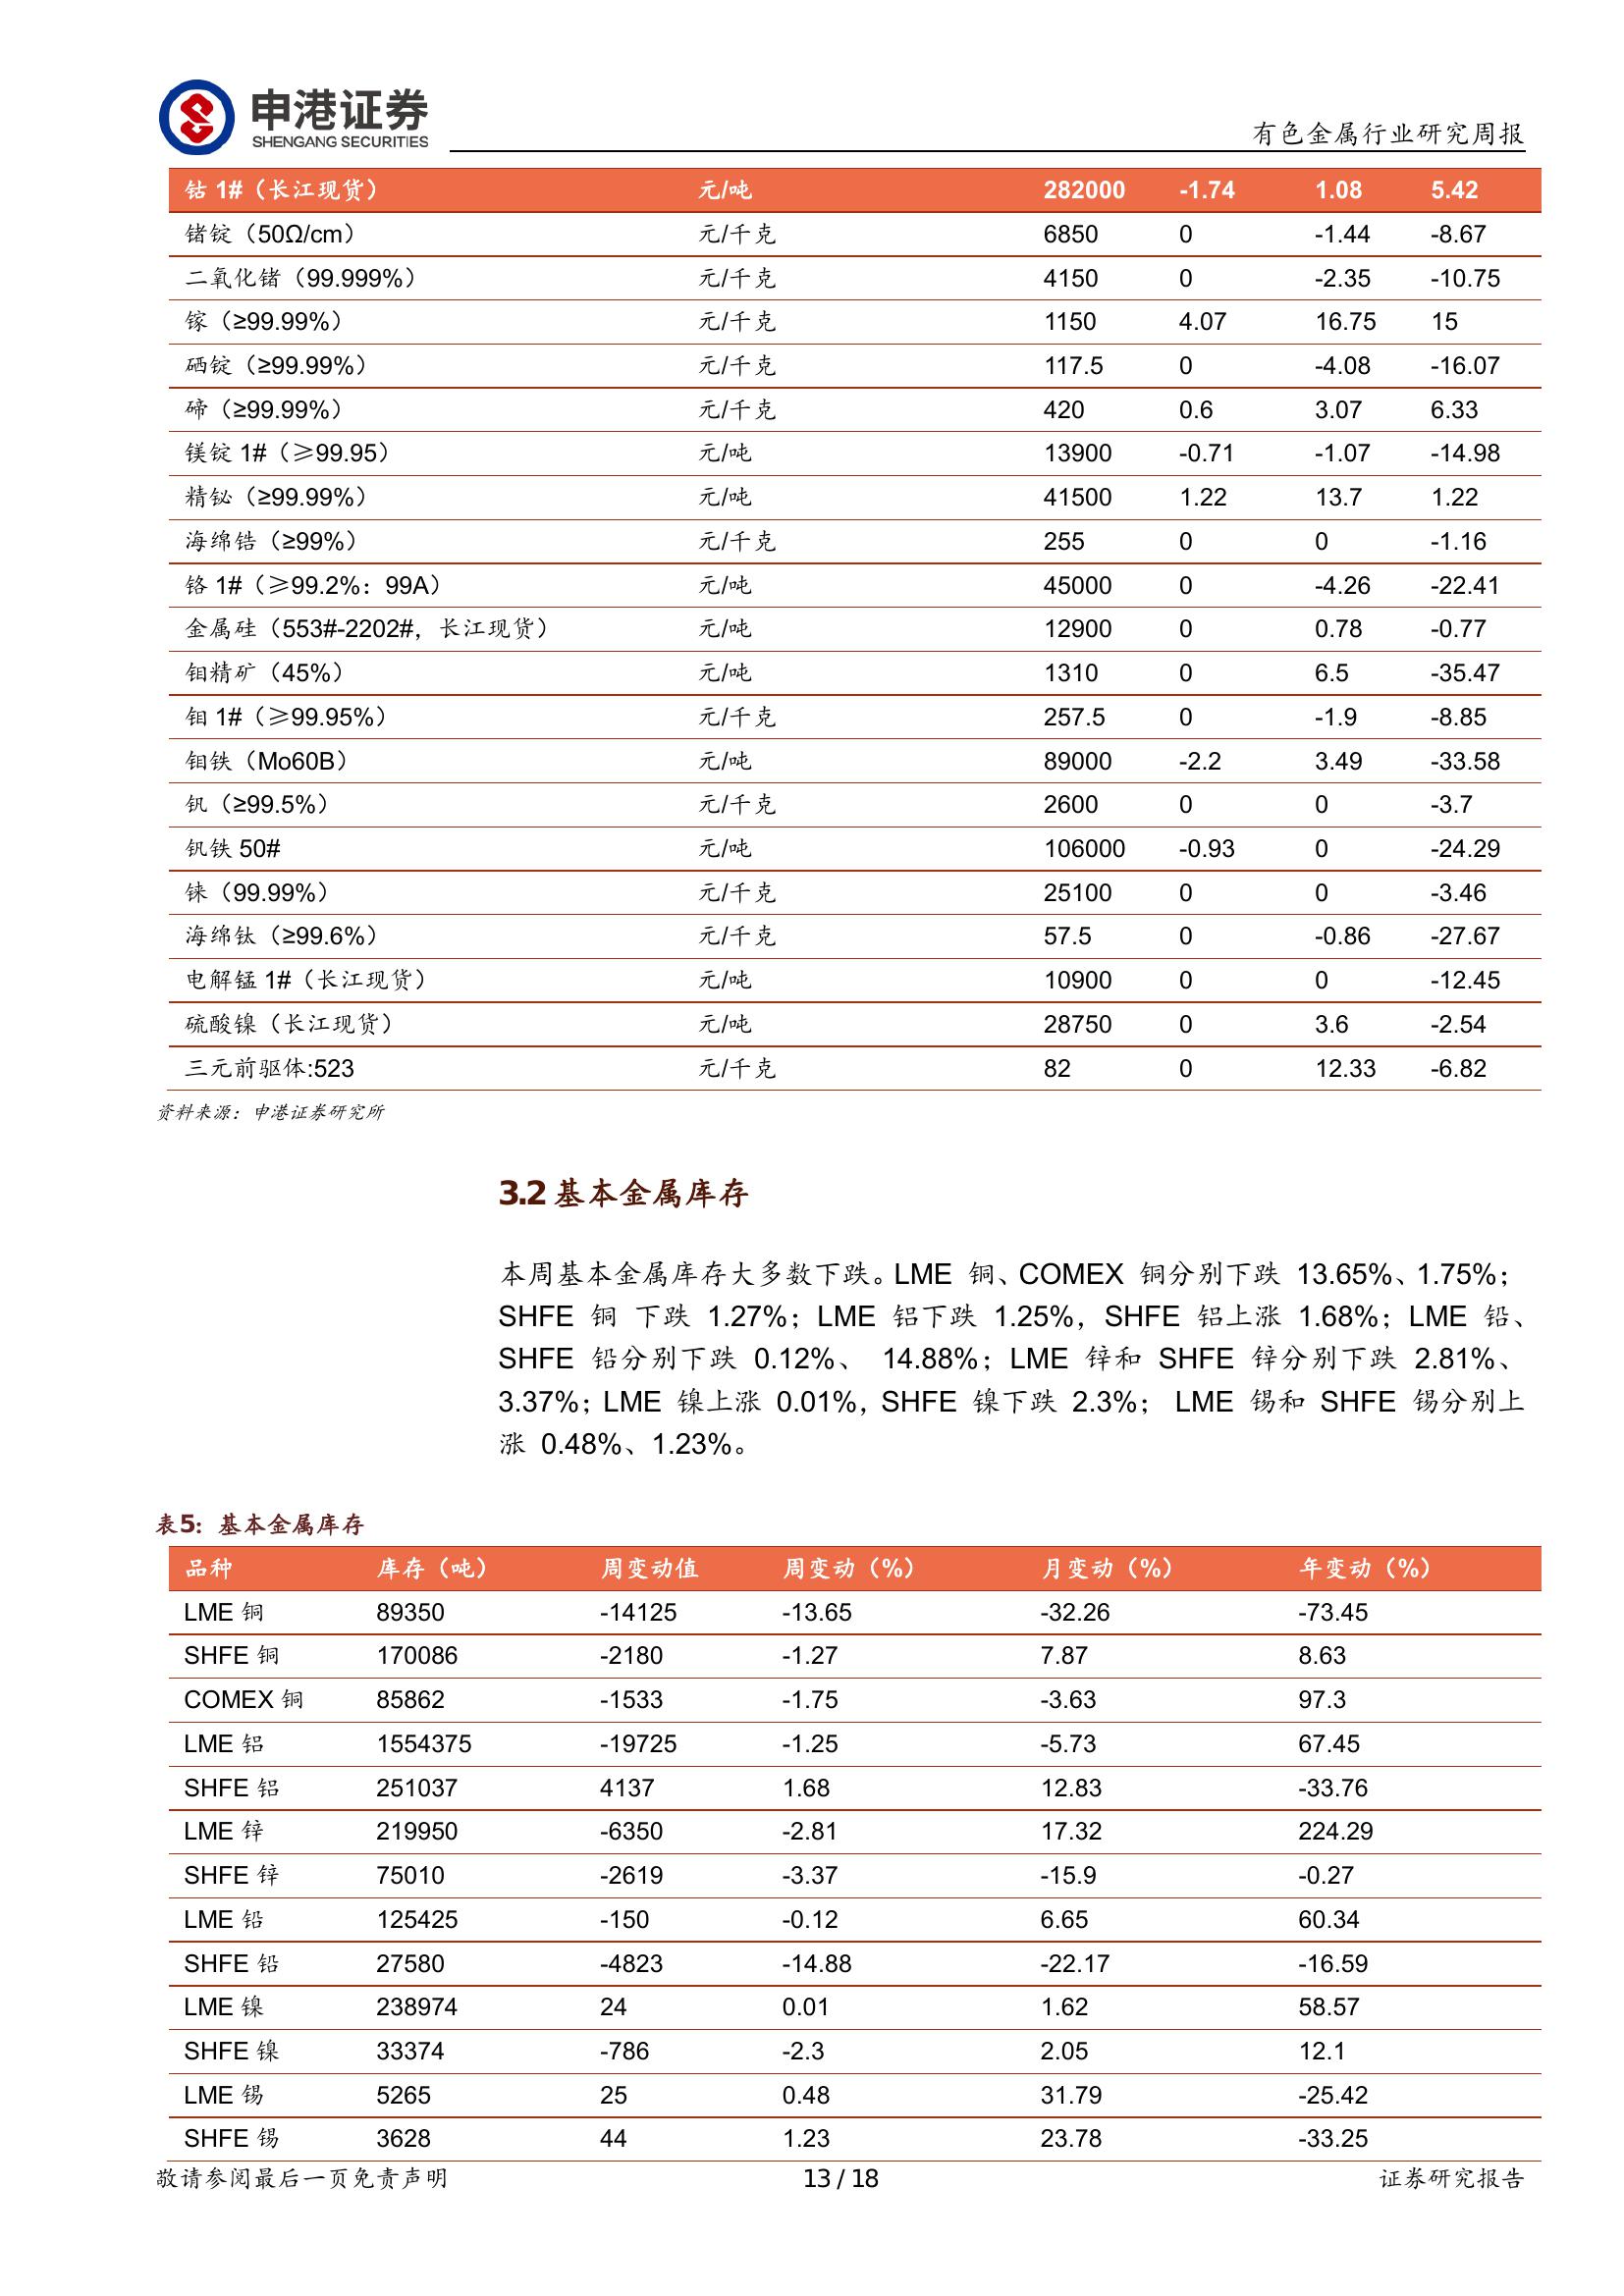 申港证券
SHENGANG SECURITIES
有色金属行业研究周报
钴 1#（长江现货） 元/吨 282000 -1.74 1.08 5.42
锗锭（50Ω/cm） 元/千克 6850 0 -1.44 -8.67
二氧化锗（99.999%） 元/千克 4150 0 -2.35 -10.75
镓（≥99.99%） 元/千克 1150 4.07 16.75 15
硒锭（≥99.99%） 元/千克 117.5 0 -4.08 -16.07
碲（≥99.99%） 元/千克 420 0.6 3.07 6.33
镁锭 1#（≥99.95） 元/吨 13900 -0.71 -1.07 -14.98
精铋（≥99.99%） 元/吨 41500 1.22 13.7 1.22
海绵锆（≥99%） 元/千克 255 0 0 -1.16
铬 1#（≥99.2%：99A） 元/吨 45000 0 -4.26 -22.41
金属硅（553#-2202#，长江现货） 元/吨 12900 0 0.78 -0.77
钼精矿（45%） 元/吨 1310 0 6.5 -35.47
钼 1#（≥99.95%） 元/千克 257.5 0 -1.9 -8.85
钼铁（Mo60B） 元/吨 89000 -2.2 3.49 -33.58
钒（≥99.5%） 元/千克 2600 0 0 -3.7
钒铁 50# 元/吨 106000 -0.93 0 -24.29
铼（99.99%） 元/千克 25100 0 0 -3.46
海绵钛（≥99.6%） 元/千克 57.5 0 -0.86 -27.67
电解锰 1#（长江现货） 元/吨 10900 0 0 -12.45
硫酸镍（长江现货） 元/吨 28750 0 3.6 -2.54
三元前驱体:523 元/千克 82 0 12.33 -6.82
资料来源：申港证券研究所
3.2 基本金属库存
本周基本金属库存大多数下跌。LME 铜、COMEX 铜分别下跌 13.65%、1.75%；
SHFE 铜 下跌 1.27%；LME 铝下跌 1.25%，SHFE 铝上涨 1.68%；LME 铅、
SHFE 铅分别下跌 0.12%、 14.88%；LME 锌和 SHFE 锌分别下跌 2.81%、
3.37%；LME 镍上涨 0.01%，SHFE 镍下跌 2.3%； LME 锡和 SHFE 锡分别上
涨 0.48%、1.23%。
表5：基本金属库存
品种 库存（吨） 周变动值 周变动（%） 月变动（%） 年变动（%）
LME 铜 89350 -14125 -13.65 -32.26 -73.45
SHFE 铜 170086 -2180 -1.27 7.87 8.63
COMEX 铜 85862 -1533 -1.75 -3.63 97.3
LME 铝 1554375 -19725 -1.25 -5.73 67.45
SHFE 铝 251037 4137 1.68 12.83 -33.76
LME 锌 219950 -6350 -2.81 17.32 224.29
SHFE 锌 75010 -2619 -3.37 -15.9 -0.27
LME 铅 125425 -150 -0.12 6.65 60.34
SHFE 铅 27580 -4823 -14.88 -22.17 -16.59
LME 镍 238974 24 0.01 1.62 58.57
SHFE 镍 33374 -786 -2.3 2.05 12.1
LME 锡 5265 25 0.48 31.79 -25.42
SHFE 锡 3628 44 1.23 23.78 -33.25
敬请参阅最后一页免责声明 13 / 18 证券研究报告